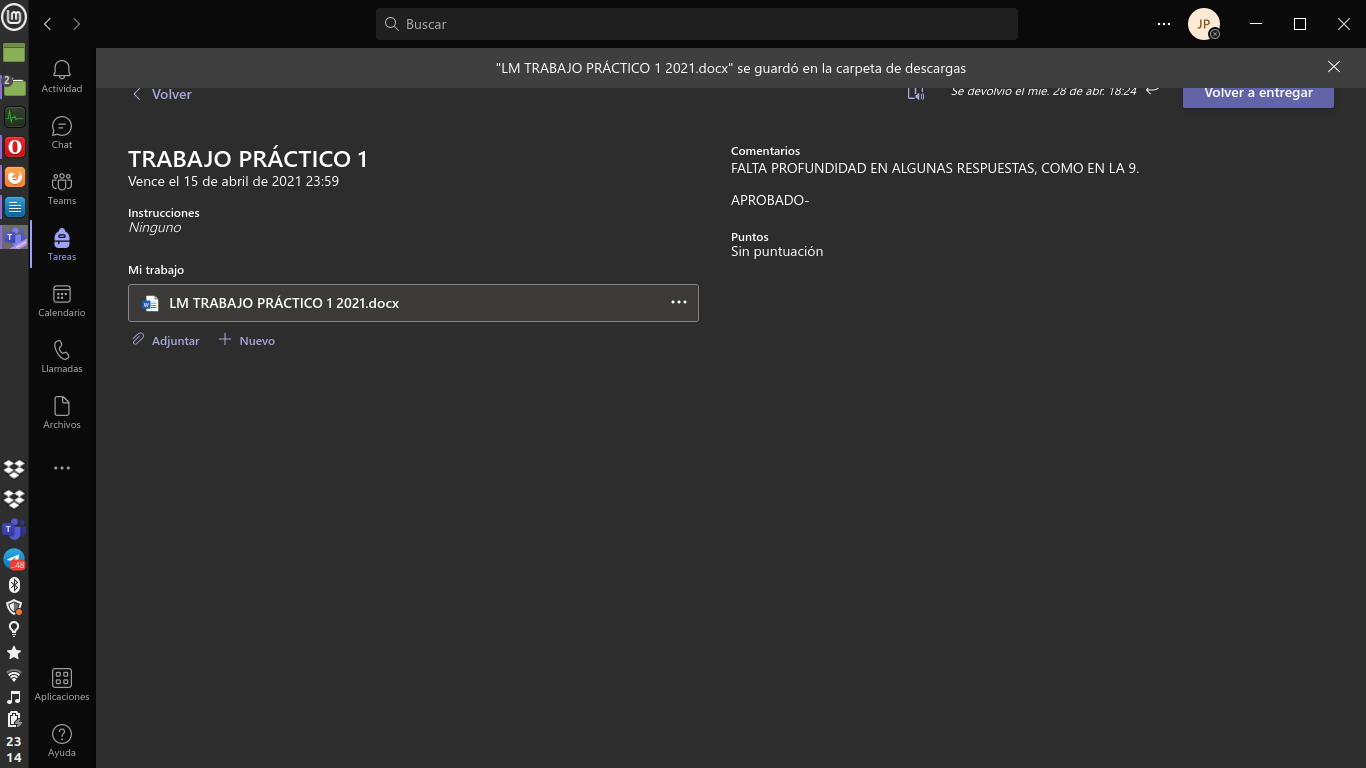 Buscar
JP
"LM TRABAJO PRÁCTICO 1 2021.docx" se guardó en la carpeta de descargas
Volver
Se devolvió el mié. 28 de abr. 18:24
Volver a entregar
TRABAJO PRÁCTICO 1
Vence el 15 de abril de 2021 23:59
Instrucciones
Ninguno
Mi trabajo
LM TRABAJO PRÁCTICO 1 2021.docx
Adjuntar
Nuevo
Comentarios
FALTA PROFUNDIDAD EN ALGUNAS RESPUESTAS, COMO EN LA 9.
APROBADO-
Puntos
Sin puntuación
Actividad
Chat
Teams
Tareas
Calendario
Llamadas
Archivos
Aplicaciones
Ayuda
2
T
T
48
23
14